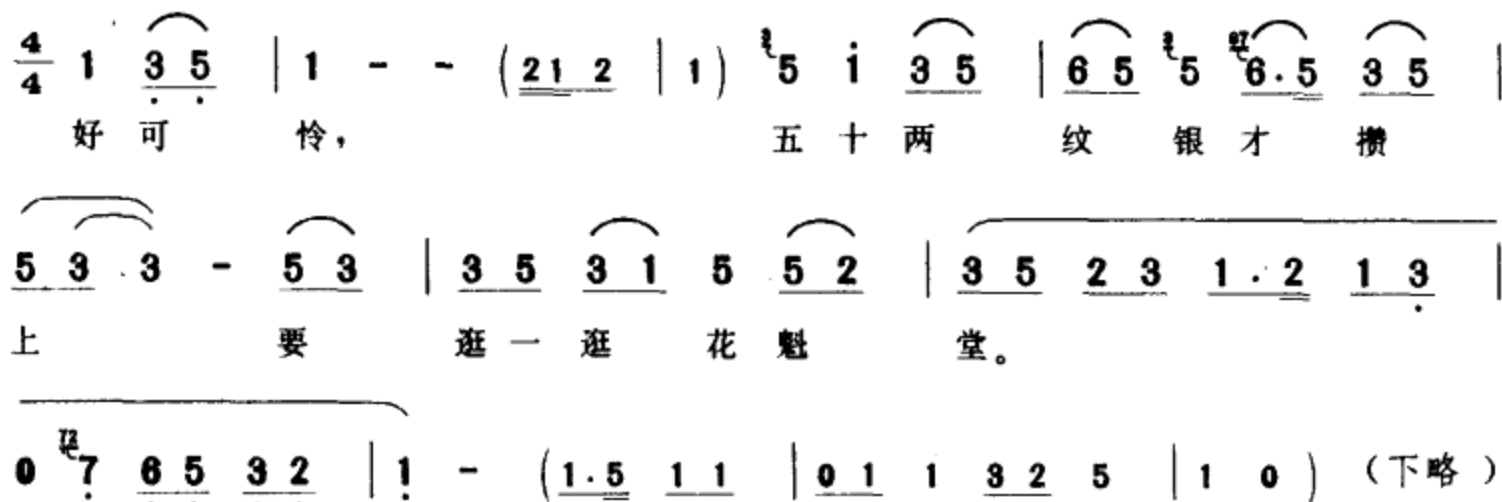 4/4 1 3 5 | 1 - - ( 21 2 | 1 ) 5 i 3 5 | 6 5 5 6·5 3 5 |
好 可 怜， 五 十 两 纹 银 才 攒
5 3 3 - 5 3 | 3 5 3 1 5 5 2 | 3 5 2 3 1·2 1 3 |
上 要 逛 一 逛 花 魁 堂。
0 7 6 5 3 2 | 1 - ( 1·5 1 1 | 0 1 1 3 2 5 | 1 0 ) （下略）